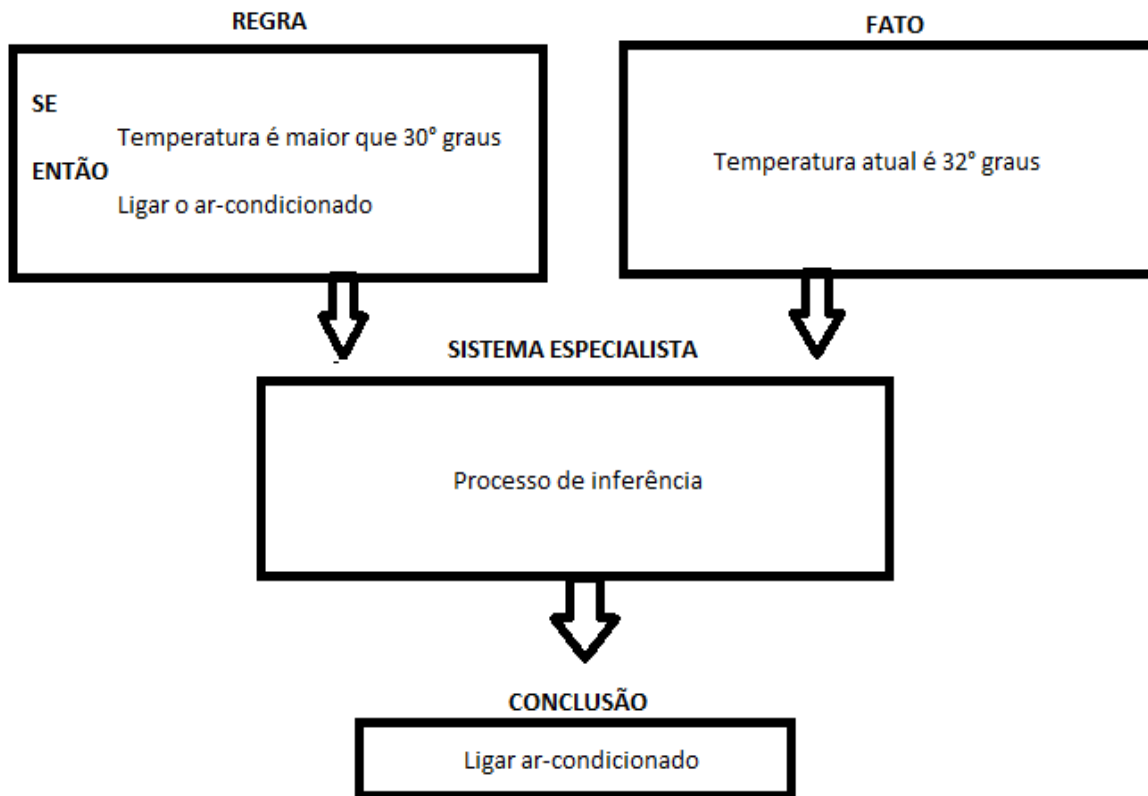 REGRA
SE
Temperatura é maior que 30° graus
ENTÃO
Ligar o ar-condicionado
FATO
Temperatura atual é 32° graus
SISTEMA ESPECIALISTA
Processo de inferência
CONCLUSÃO
Ligar ar-condicionado